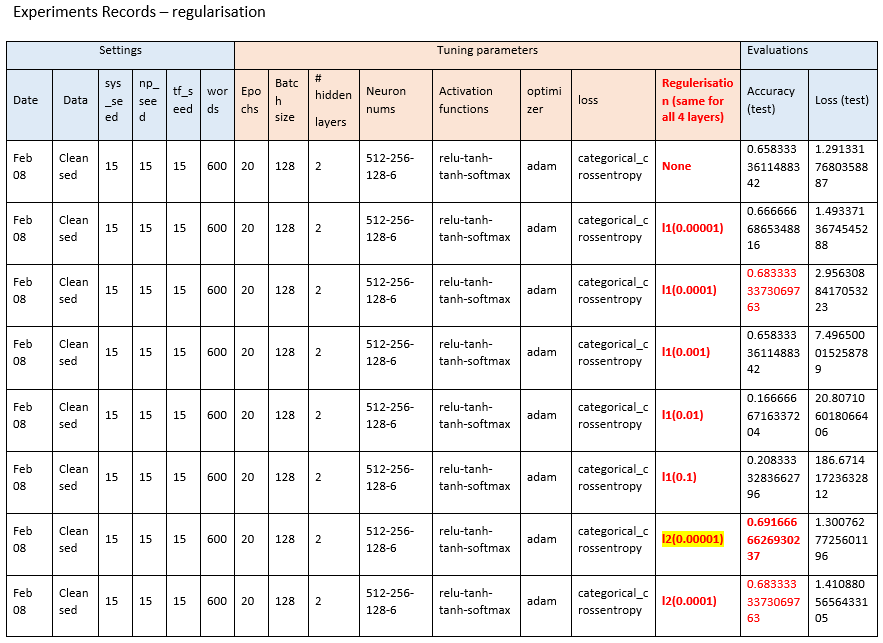 Experiments Records – regularisation
Settings Tuning parameters Evaluations
Date Data sys_seed np_seed tf_seed words Epochs Batch size # hidden layers Neuron nums Activation functions optimizer loss Regulerisation (same for all 4 layers) Accuracy (test) Loss (test)
Feb 08 Cleansed 15 15 15 600 20 128 2 512-256-128-6 relu-tanh-tanh-softmax adam categorical_crossentropy None 0.6583333611488342 1.2913317680358887
Feb 08 Cleansed 15 15 15 600 20 128 2 512-256-128-6 relu-tanh-tanh-softmax adam categorical_crossentropy l1(0.00001) 0.6666666865348816 1.4933713674545288
Feb 08 Cleansed 15 15 15 600 20 128 2 512-256-128-6 relu-tanh-tanh-softmax adam categorical_crossentropy l1(0.0001) 0.6833333373069763 2.9563088417053223
Feb 08 Cleansed 15 15 15 600 20 128 2 512-256-128-6 relu-tanh-tanh-softmax adam categorical_crossentropy l1(0.001) 0.6583333611488342 7.496500015258789
Feb 08 Cleansed 15 15 15 600 20 128 2 512-256-128-6 relu-tanh-tanh-softmax adam categorical_crossentropy l1(0.01) 0.1666666716337204 20.807106018066406
Feb 08 Cleansed 15 15 15 600 20 128 2 512-256-128-6 relu-tanh-tanh-softmax adam categorical_crossentropy l1(0.1) 0.20833332836662796 186.67141723632812
Feb 08 Cleansed 15 15 15 600 20 128 2 512-256-128-6 relu-tanh-tanh-softmax adam categorical_crossentropy l2(0.00001) 0.6916666626930237 1.3007627725601196
Feb 08 Cleansed 15 15 15 600 20 128 2 512-256-128-6 relu-tanh-tanh-softmax adam categorical_crossentropy l2(0.0001) 0.6833333373069763 1.4108805656433105